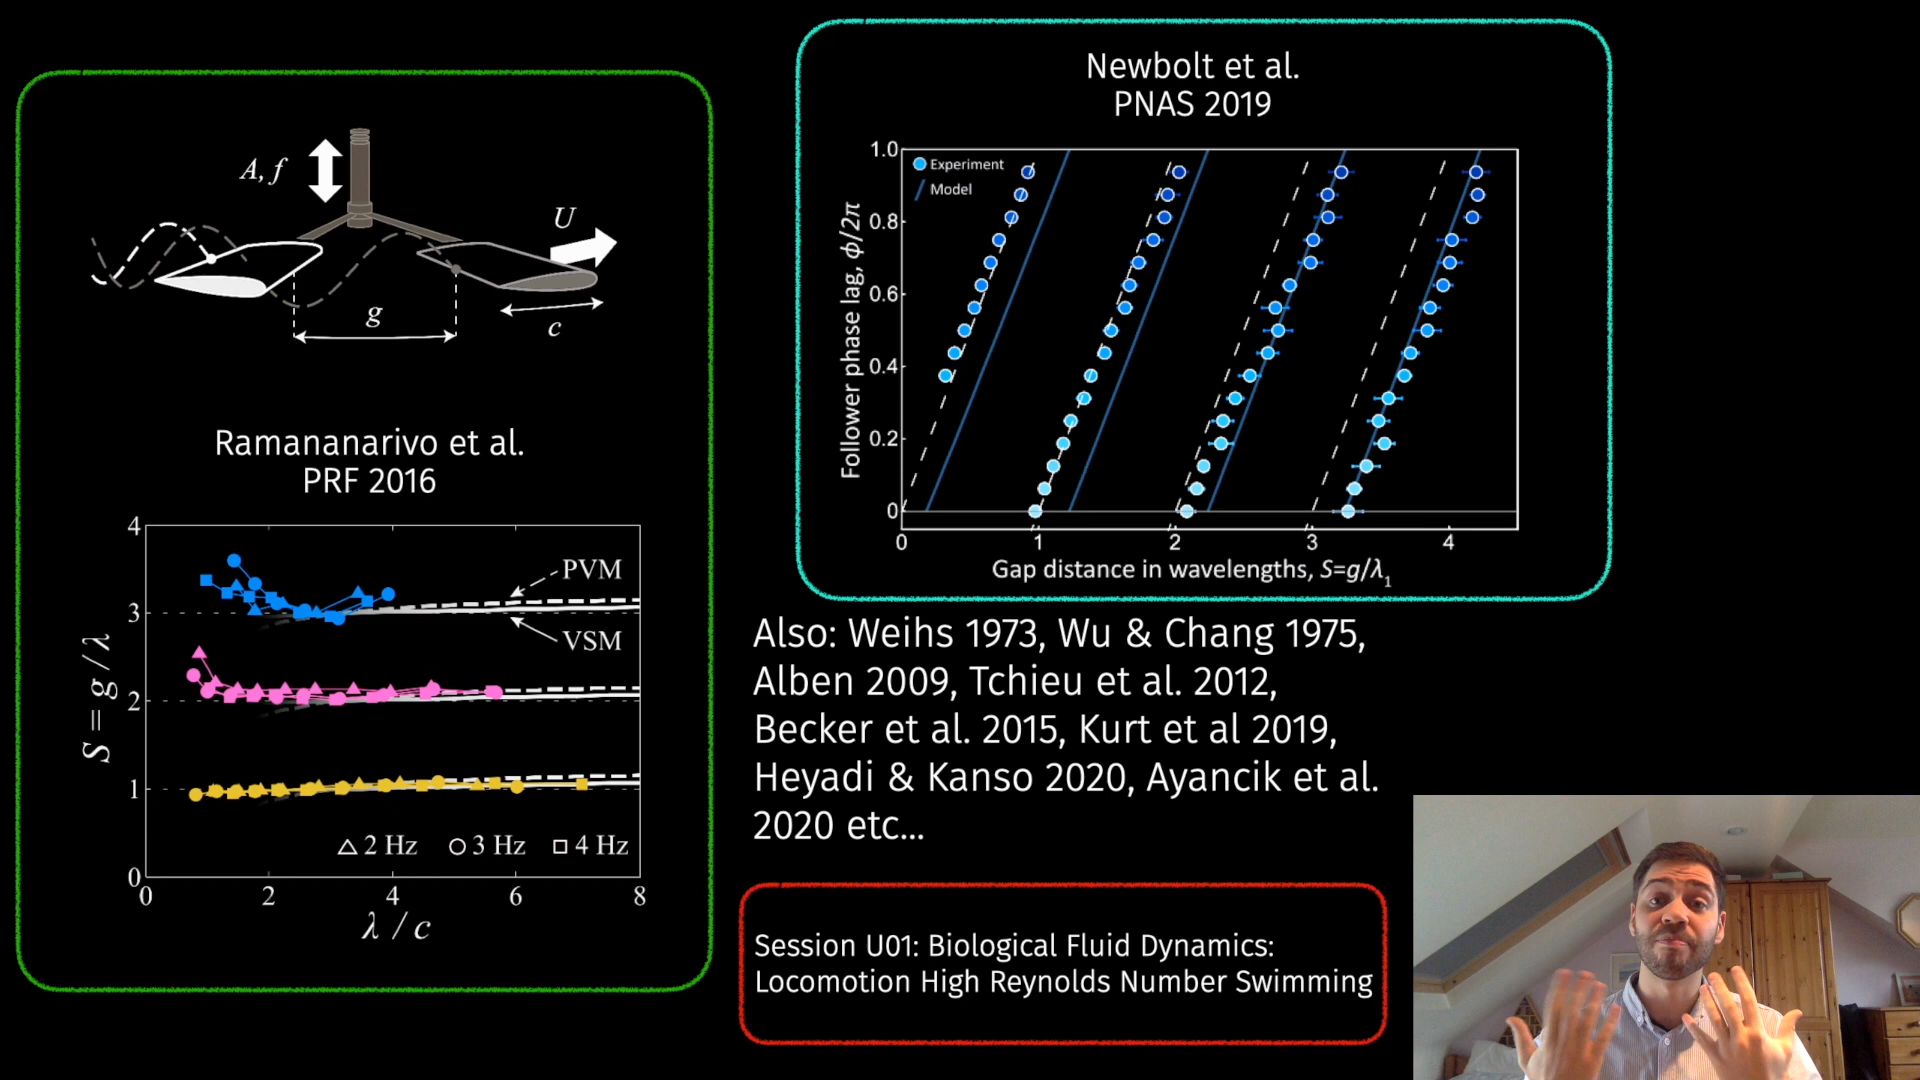 A, f
U
g
c
Ramananarivo et al.
PRF 2016
4
3
2
1
0
S = g / λ
PVM
VSM
2 Hz 3 Hz 4 Hz
0 2 4 6 8
λ / c
Newbolt et al.
PNAS 2019
1.0
0.8
0.6
0.4
0.2
0
Follower phase lag, ϕ/2π
Experiment
Model
0 1 2 3 4
Gap distance in wavelengths, S=g/λ₁
Also: Weihs 1973, Wu & Chang 1975,
Alben 2009, Tchieu et al. 2012,
Becker et al. 2015, Kurt et al 2019,
Heyadi & Kanso 2020, Ayancik et al.
2020 etc...
Session U01: Biological Fluid Dynamics:
Locomotion High Reynolds Number Swimming